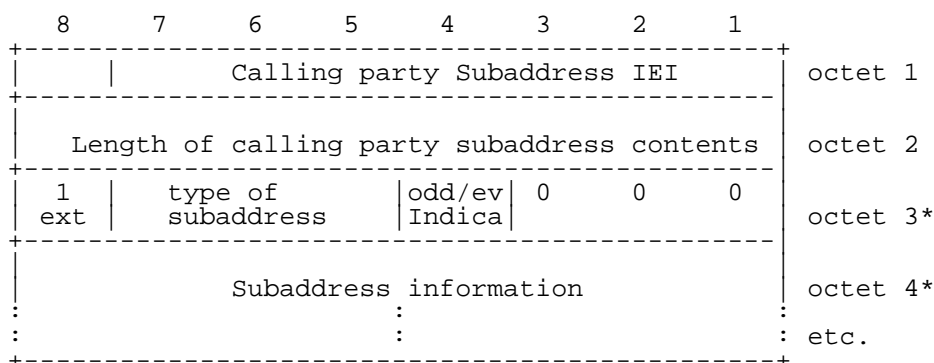 8 7 6 5 4 3 2 1
Calling party Subaddress IEI octet 1
Length of calling party subaddress contents octet 2
1 type of odd/ev 0 0 0
ext subaddress Indica octet 3*
Subaddress information octet 4*
: : :
: : : etc.